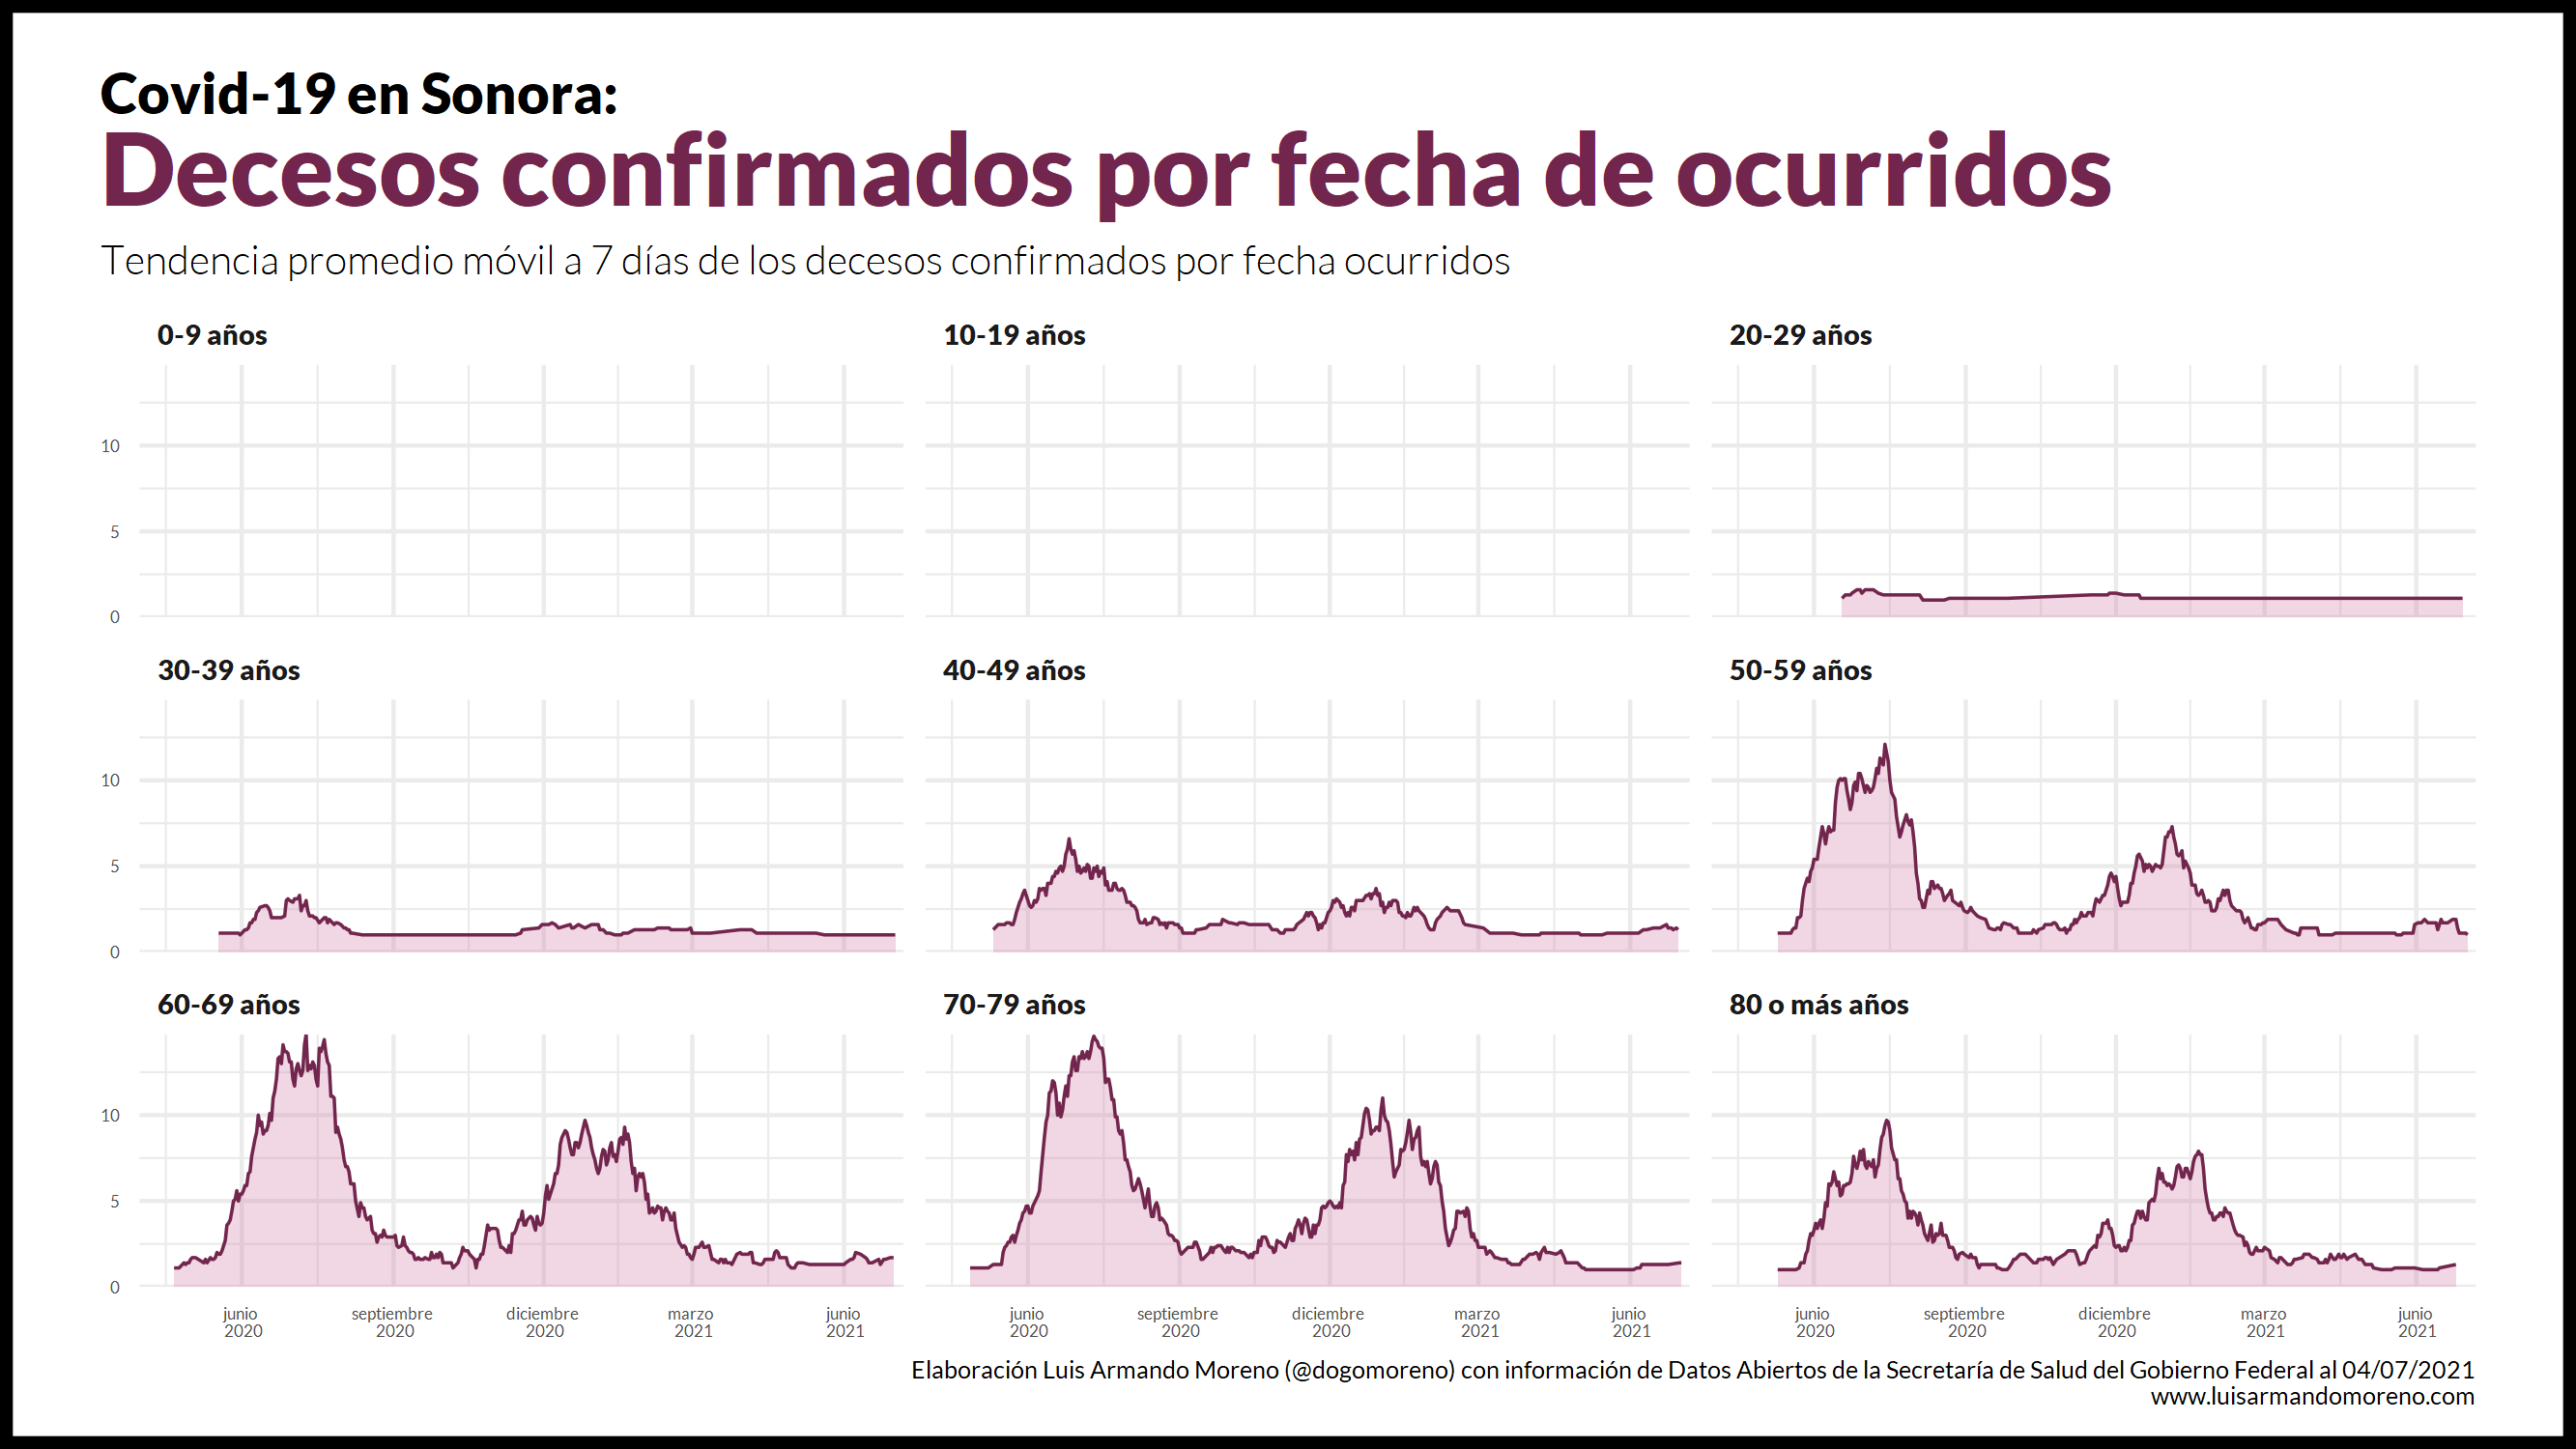 Covid-19 en Sonora:
Decesos confirmados por fecha de ocurridos
Tendencia promedio móvil a 7 días de los decesos confirmados por fecha ocurridos
0-9 años
10-19 años
20-29 años
10
5
0
30-39 años
40-49 años
50-59 años
10
5
0
60-69 años
70-79 años
80 o más años
10
5
0
junio septiembre diciembre marzo junio
2020 2020 2020 2021 2021
junio septiembre diciembre marzo junio
2020 2020 2020 2021 2021
junio septiembre diciembre marzo junio
2020 2020 2020 2021 2021
Elaboración Luis Armando Moreno (@dogomoreno) con información de Datos Abiertos de la Secretaría de Salud del Gobierno Federal al 04/07/2021
www.luisarmandomoreno.com